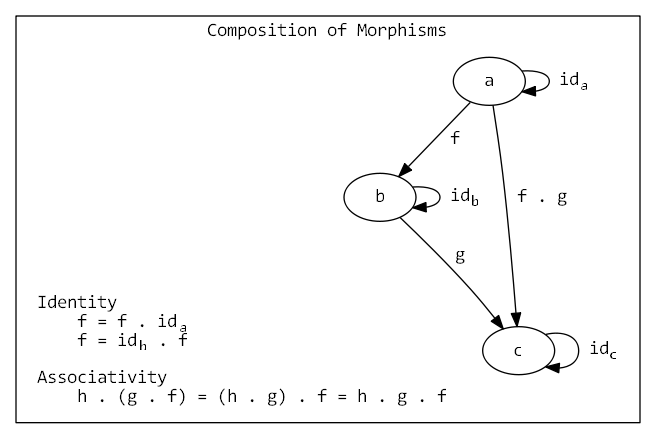 Composition of Morphisms
a
id_a
f
b
id_b
f . g
g
c
id_c
Identity
f = f . id_a
f = id_h . f
Associativity
h . (g . f) = (h . g) . f = h . g . f